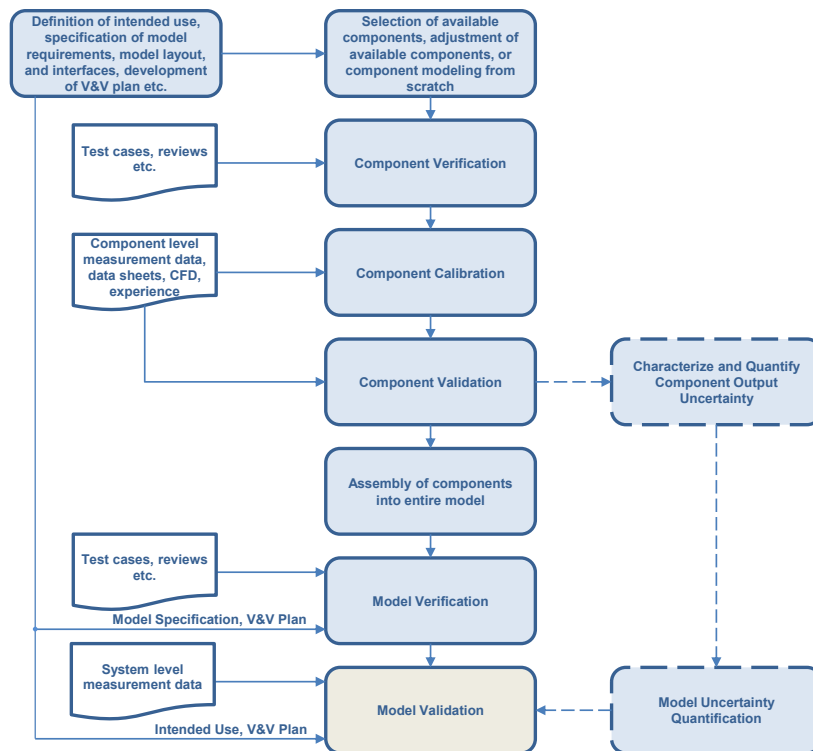 Definition of intended use,
specification of model
requirements, model layout,
and interfaces, development
of V&V plan etc.
Selection of available
components, adjustment of
available components, or
component modeling from
scratch
Test cases, reviews
etc.
Component Verification
Component level
measurement data,
data sheets, CFD,
experience
Component Calibration
Component Validation
Characterize and Quantify
Component Output
Uncertainty
Assembly of components
into entire model
Test cases, reviews
etc.
Model Verification
Model Specification, V&V Plan
System level
measurement data
Model Validation
Model Uncertainty
Quantification
Intended Use, V&V Plan